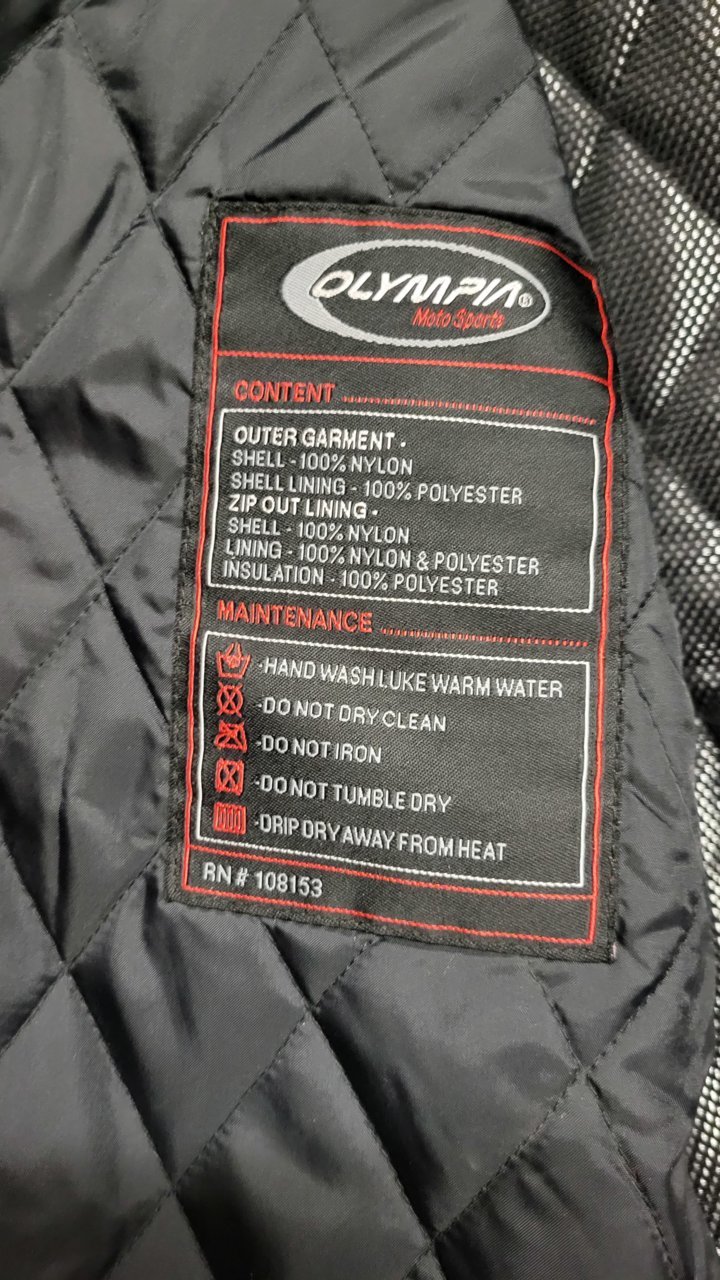 OLYMPIA®
Moto Sports
CONTENT
OUTER GARMENT -
SHELL - 100% NYLON
SHELL LINING - 100% POLYESTER
ZIP OUT LINING -
SHELL - 100% NYLON
LINING - 100% NYLON & POLYESTER
INSULATION - 100% POLYESTER
MAINTENANCE
-HAND WASH LUKE WARM WATER
-DO NOT DRY CLEAN
-DO NOT IRON
-DO NOT TUMBLE DRY
-DRIP DRY AWAY FROM HEAT
RN # 108153